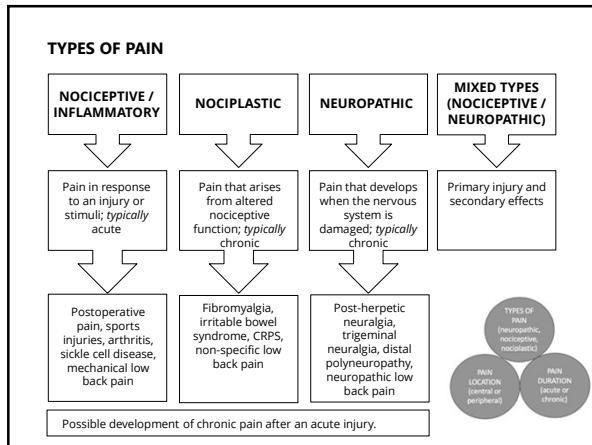 TYPES OF PAIN
NOCICEPTIVE /
INFLAMMATORY
NOCIPLASTIC
NEUROPATHIC
MIXED TYPES
(NOCICEPTIVE /
NEUROPATHIC)
Pain in response
to an injury or
stimuli; typically
acute
Pain that arises
from altered
nociceptive
function; typically
chronic
Pain that develops
when the nervous
system is
damaged; typically
chronic
Primary injury and
secondary effects
Postoperative
pain, sports
injuries, arthritis,
sickle cell disease,
mechanical low
back pain
Fibromyalgia,
irritable bowel
syndrome, CRPS,
non-specific low
back pain
Post-herpetic
neuralgia,
trigeminal
neuralgia, distal
polyneuropathy,
neuropathic low
back pain
TYPES OF
PAIN
(neuropathic,
nociceptive,
nociplastic)
PAIN
LOCATION
(central or
peripheral)
PAIN
DURATION
(acute or
chronic)
Possible development of chronic pain after an acute injury.